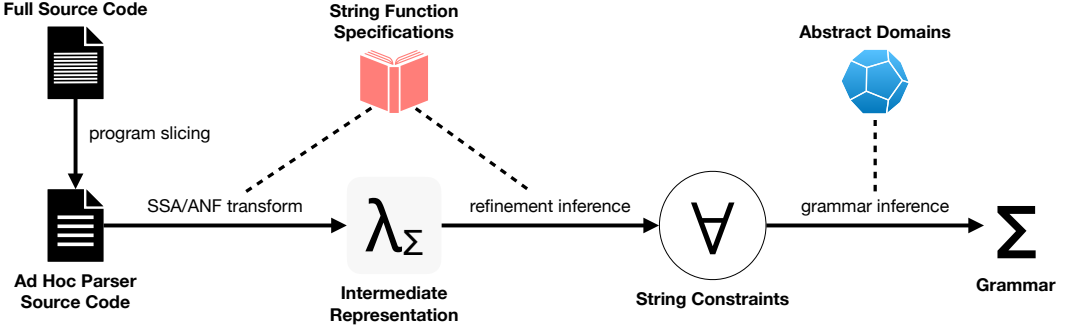 Full Source Code
String Function
Specifications
Abstract Domains
program slicing
SSA/ANF transform
λΣ
refinement inference
∀
grammar inference
Σ
Ad Hoc Parser
Source Code
Intermediate
Representation
String Constraints
Grammar